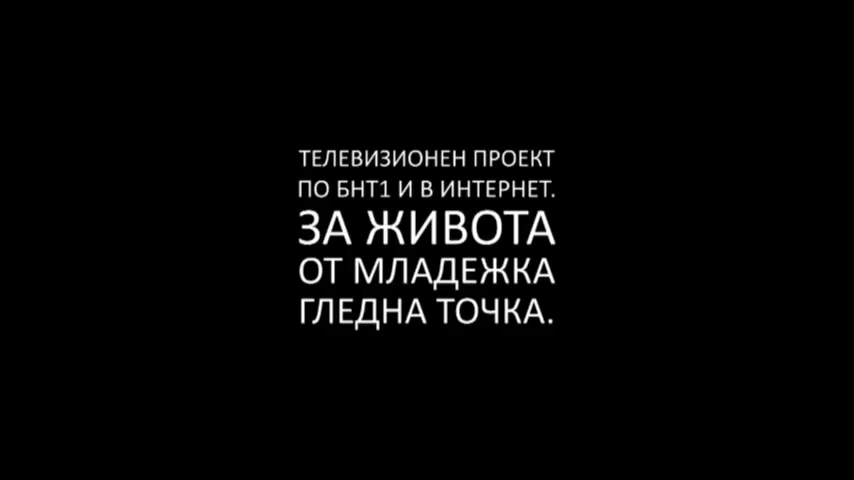 ТЕЛЕВИЗИОНЕН ПРОЕКТ
ПО БНТ1 И В ИНТЕРНЕТ.
ЗА ЖИВОТА
ОТ МЛАДЕЖКА
ГЛЕДНА ТОЧКА.